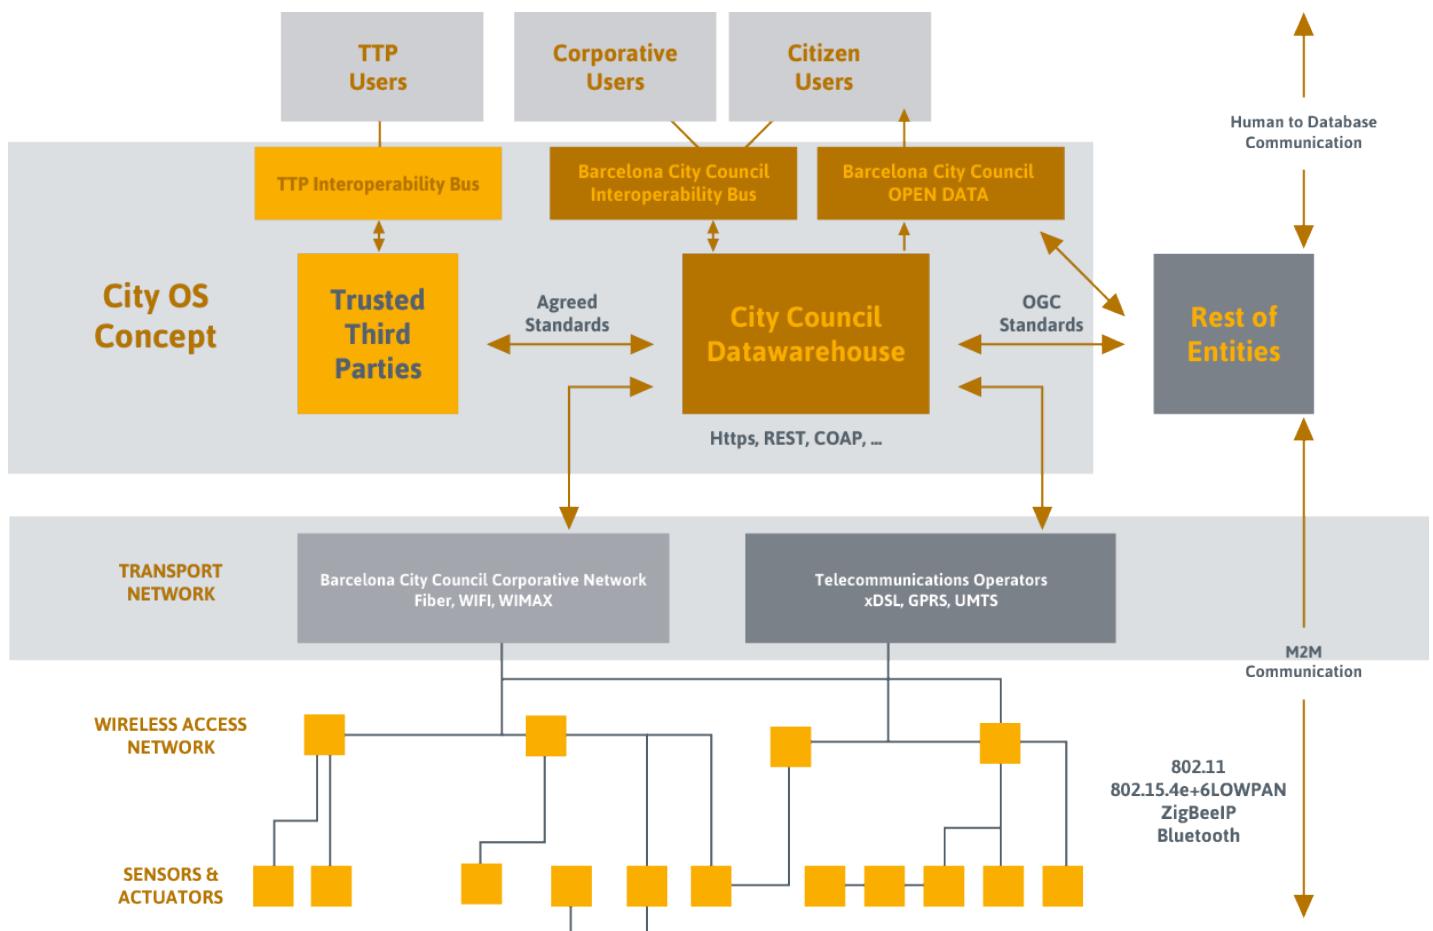 TTP
Users
Corporative
Users
Citizen
Users
Human to Database
Communication
TTP Interoperability Bus
Barcelona City Council
Interoperability Bus
Barcelona City Council
OPEN DATA
City OS
Concept
Trusted
Third
Parties
Agreed
Standards
City Council
Datawarehouse
OGC
Standards
Rest of
Entities
Https, REST, COAP, ...
TRANSPORT
NETWORK
Barcelona City Council Corporative Network
Fiber, WIFI, WIMAX
Telecommunications Operators
xDSL, GPRS, UMTS
M2M
Communication
WIRELESS ACCESS
NETWORK
802.11
802.15.4e+6LOWPAN
ZigBeeIP
Bluetooth
SENSORS &
ACTUATORS